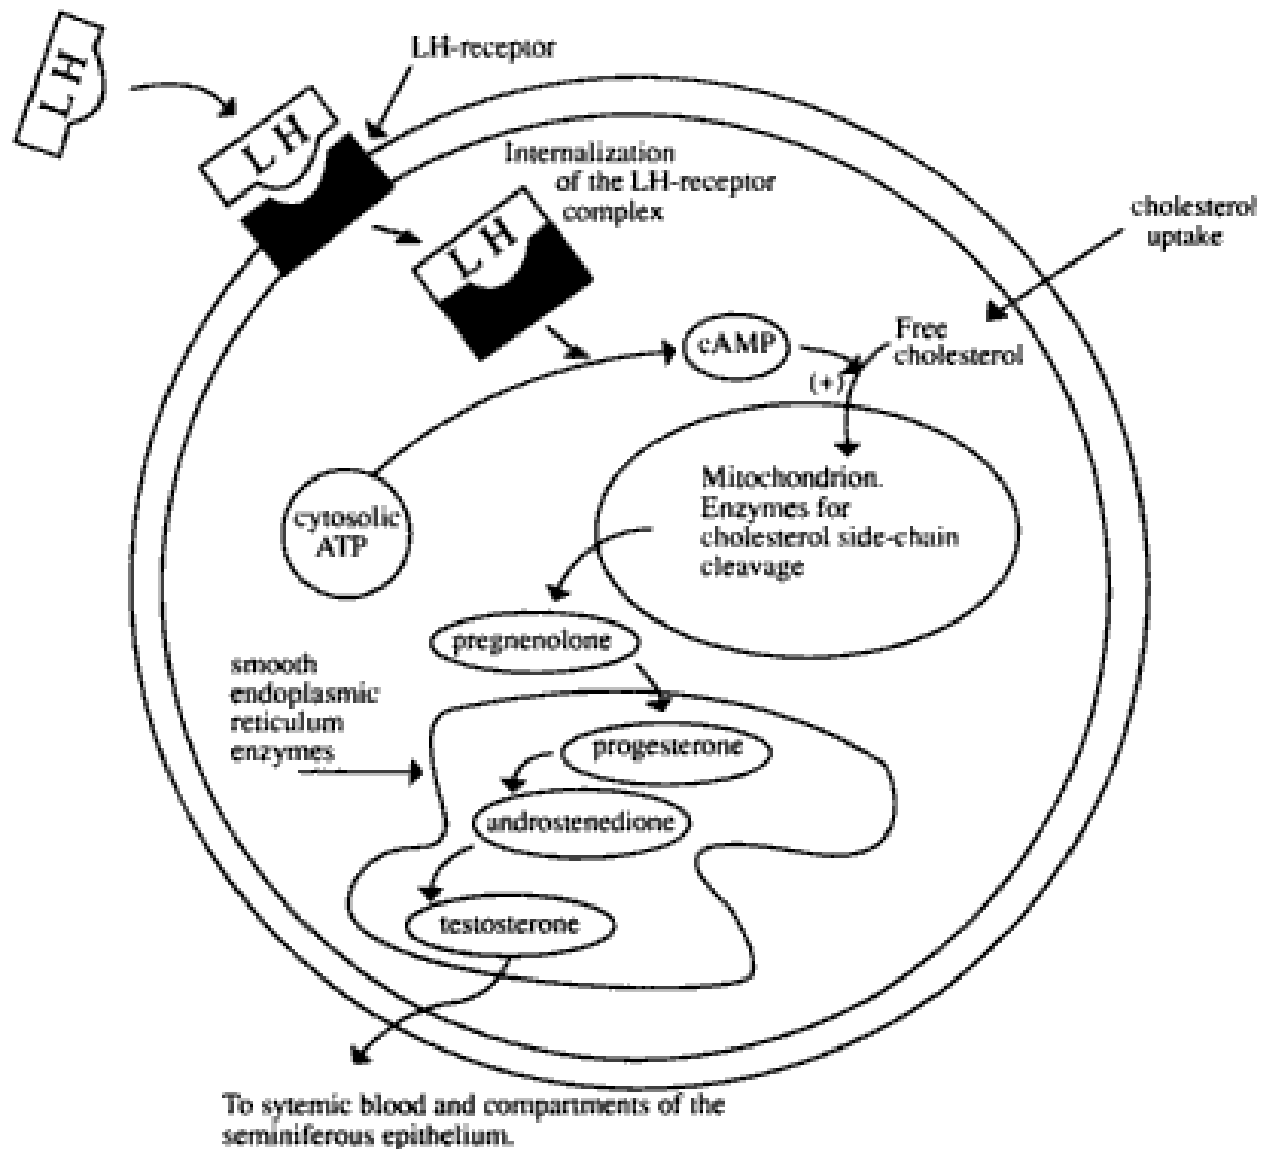 LH
LH-receptor
LH
Internalization
of the LH-receptor
complex
LH
cholesterol
uptake
cAMP
Free
cholesterol
(+)
Mitochondrion.
Enzymes for
cholesterol side-chain
cleavage
cytosolic
ATP
pregnenolone
smooth
endoplasmic
reticulum
enzymes
progesterone
androstenedione
testosterone
To sytemic blood and compartments of the
seminiferous epithelium.